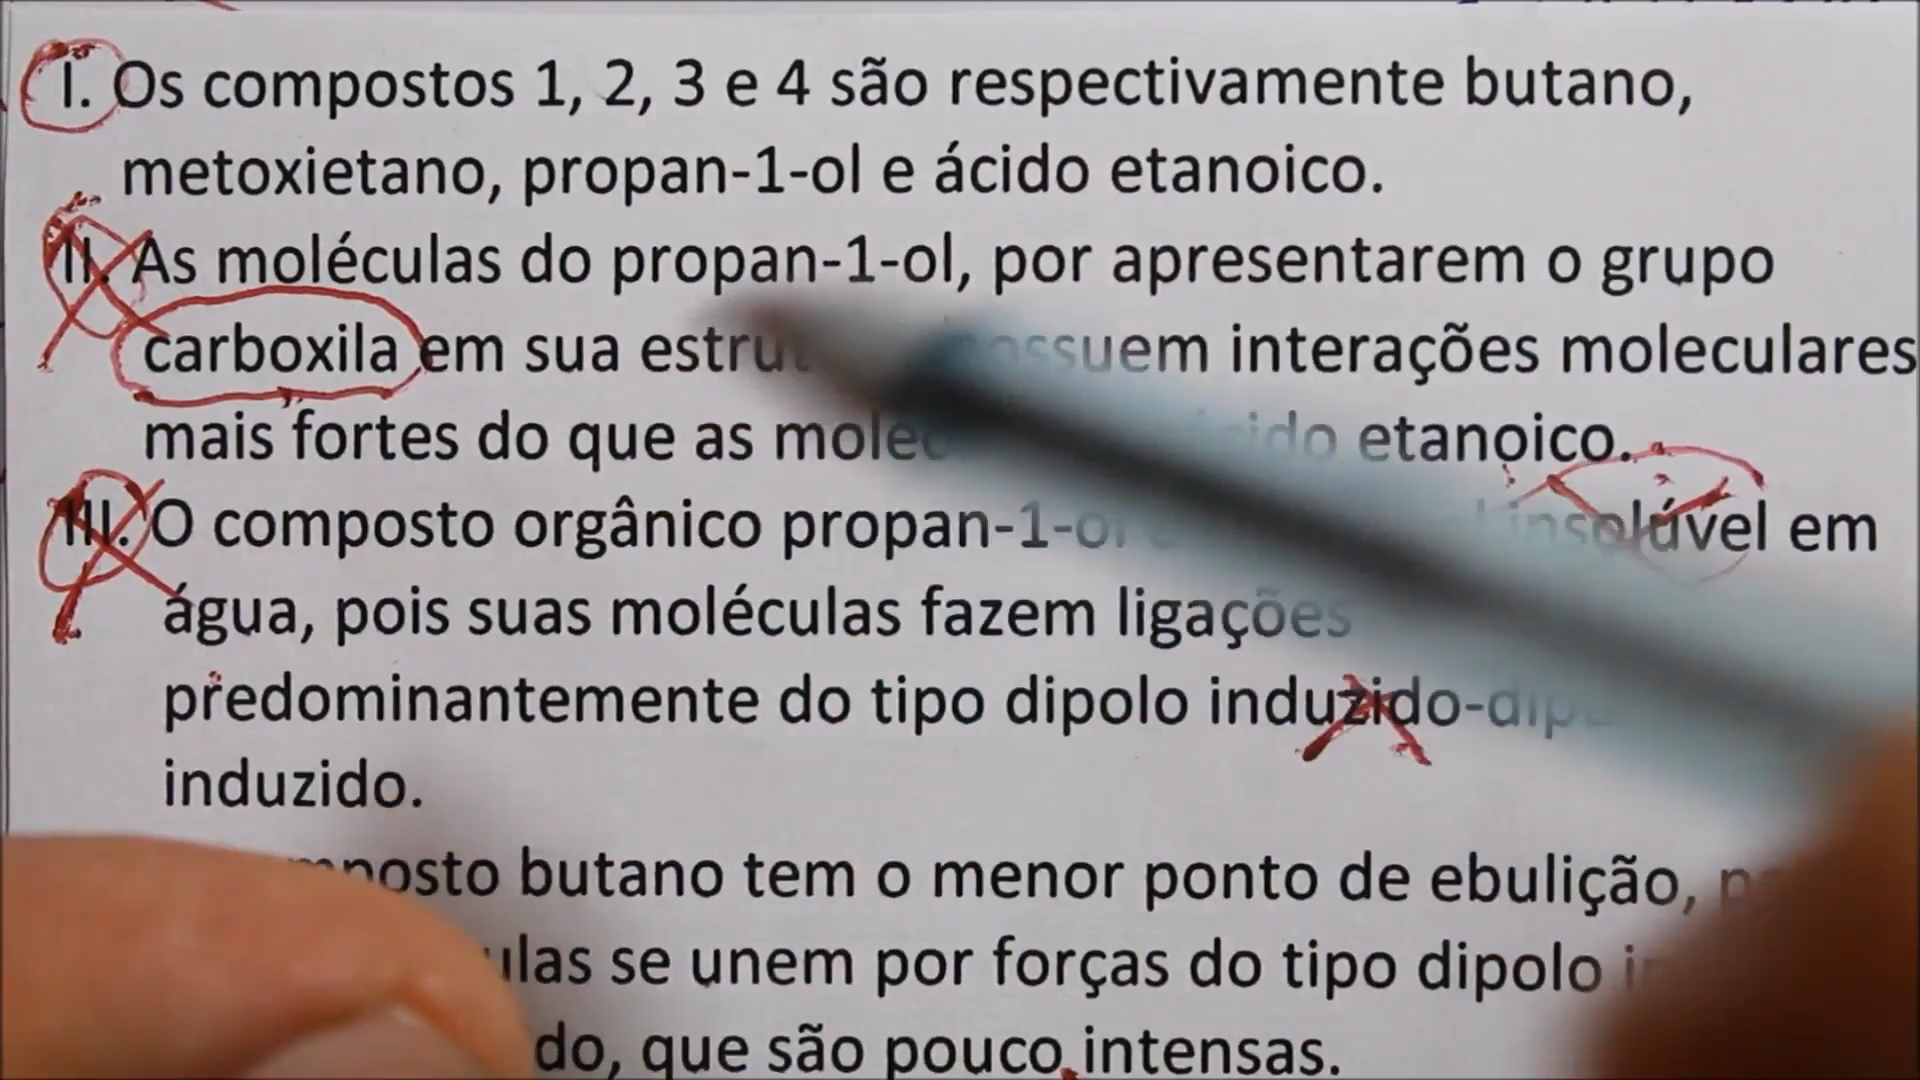 I. Os compostos 1, 2, 3 e 4 são respectivamente butano,
metoxietano, propan-1-ol e ácido etanoico.
II. As moléculas do propan-1-ol, por apresentarem o grupo
carboxila em sua possuem interações moleculares
mais fortes do que as etanoico.
III. O composto orgânico propan-1-ol insolúvel em
água, pois suas moléculas fazem ligações
predominantemente do tipo dipolo induzido-
induzido.
butano tem o menor ponto de ebulição,
se unem por forças do tipo dipolo
que são pouco intensas.